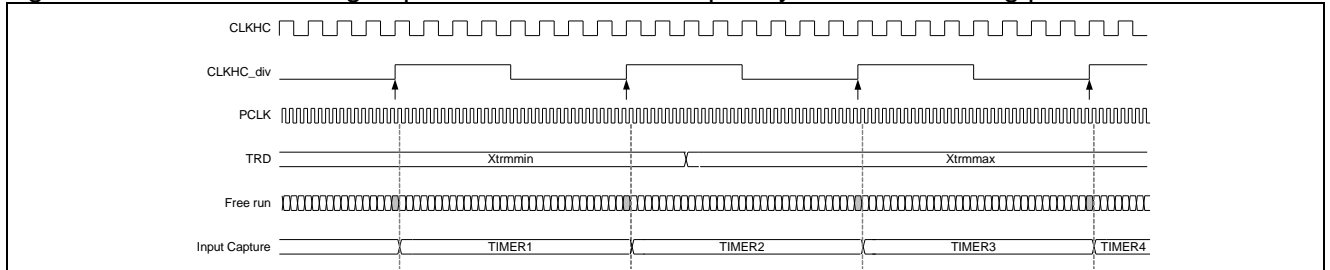 CLKHC
CLKHC_div
PCLK
TRD Xtrmmin Xtrmmax
Free run
Input Capture TIMER1 TIMER2 TIMER3 TIMER4